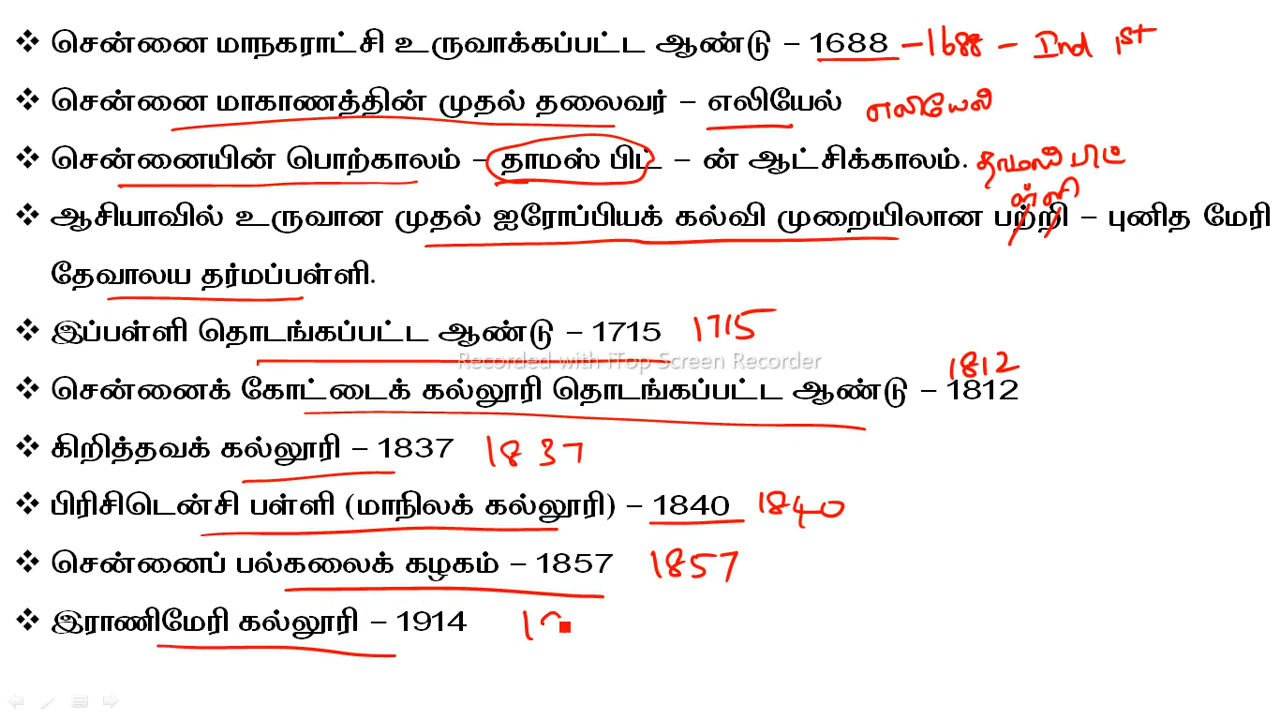 ❖ சென்னை மாநகராட்சி உருவாக்கப்பட்ட ஆண்டு – 1688 – 1688 – Ind 1st
❖ சென்னை மாகாணத்தின் முதல் தலைவர் – எலியேல் எலியேல்
❖ சென்னையின் பொற்காலம் – தாமஸ் பிட் – ன் ஆட்சிக்காலம். தாமஸ் பிட்
ள்ளி
❖ ஆசியாவில் உருவான முதல் ஐரோப்பியக் கல்வி முறையிலான பற்றி – புனித மேரி
தேவாலய தர்மப்பள்ளி.
❖ இப்பள்ளி தொடங்கப்பட்ட ஆண்டு – 1715 1715
Recorded with iTop Screen Recorder
❖ சென்னைக் கோட்டைக் கல்லூரி தொடங்கப்பட்ட ஆண்டு – 1812 1812
❖ கிறித்தவக் கல்லூரி – 1837 1837
❖ பிரிசிடென்சி பள்ளி (மாநிலக் கல்லூரி) – 1840 1840
❖ சென்னைப் பல்கலைக் கழகம் – 1857 1857
❖ இராணிமேரி கல்லூரி – 1914 1